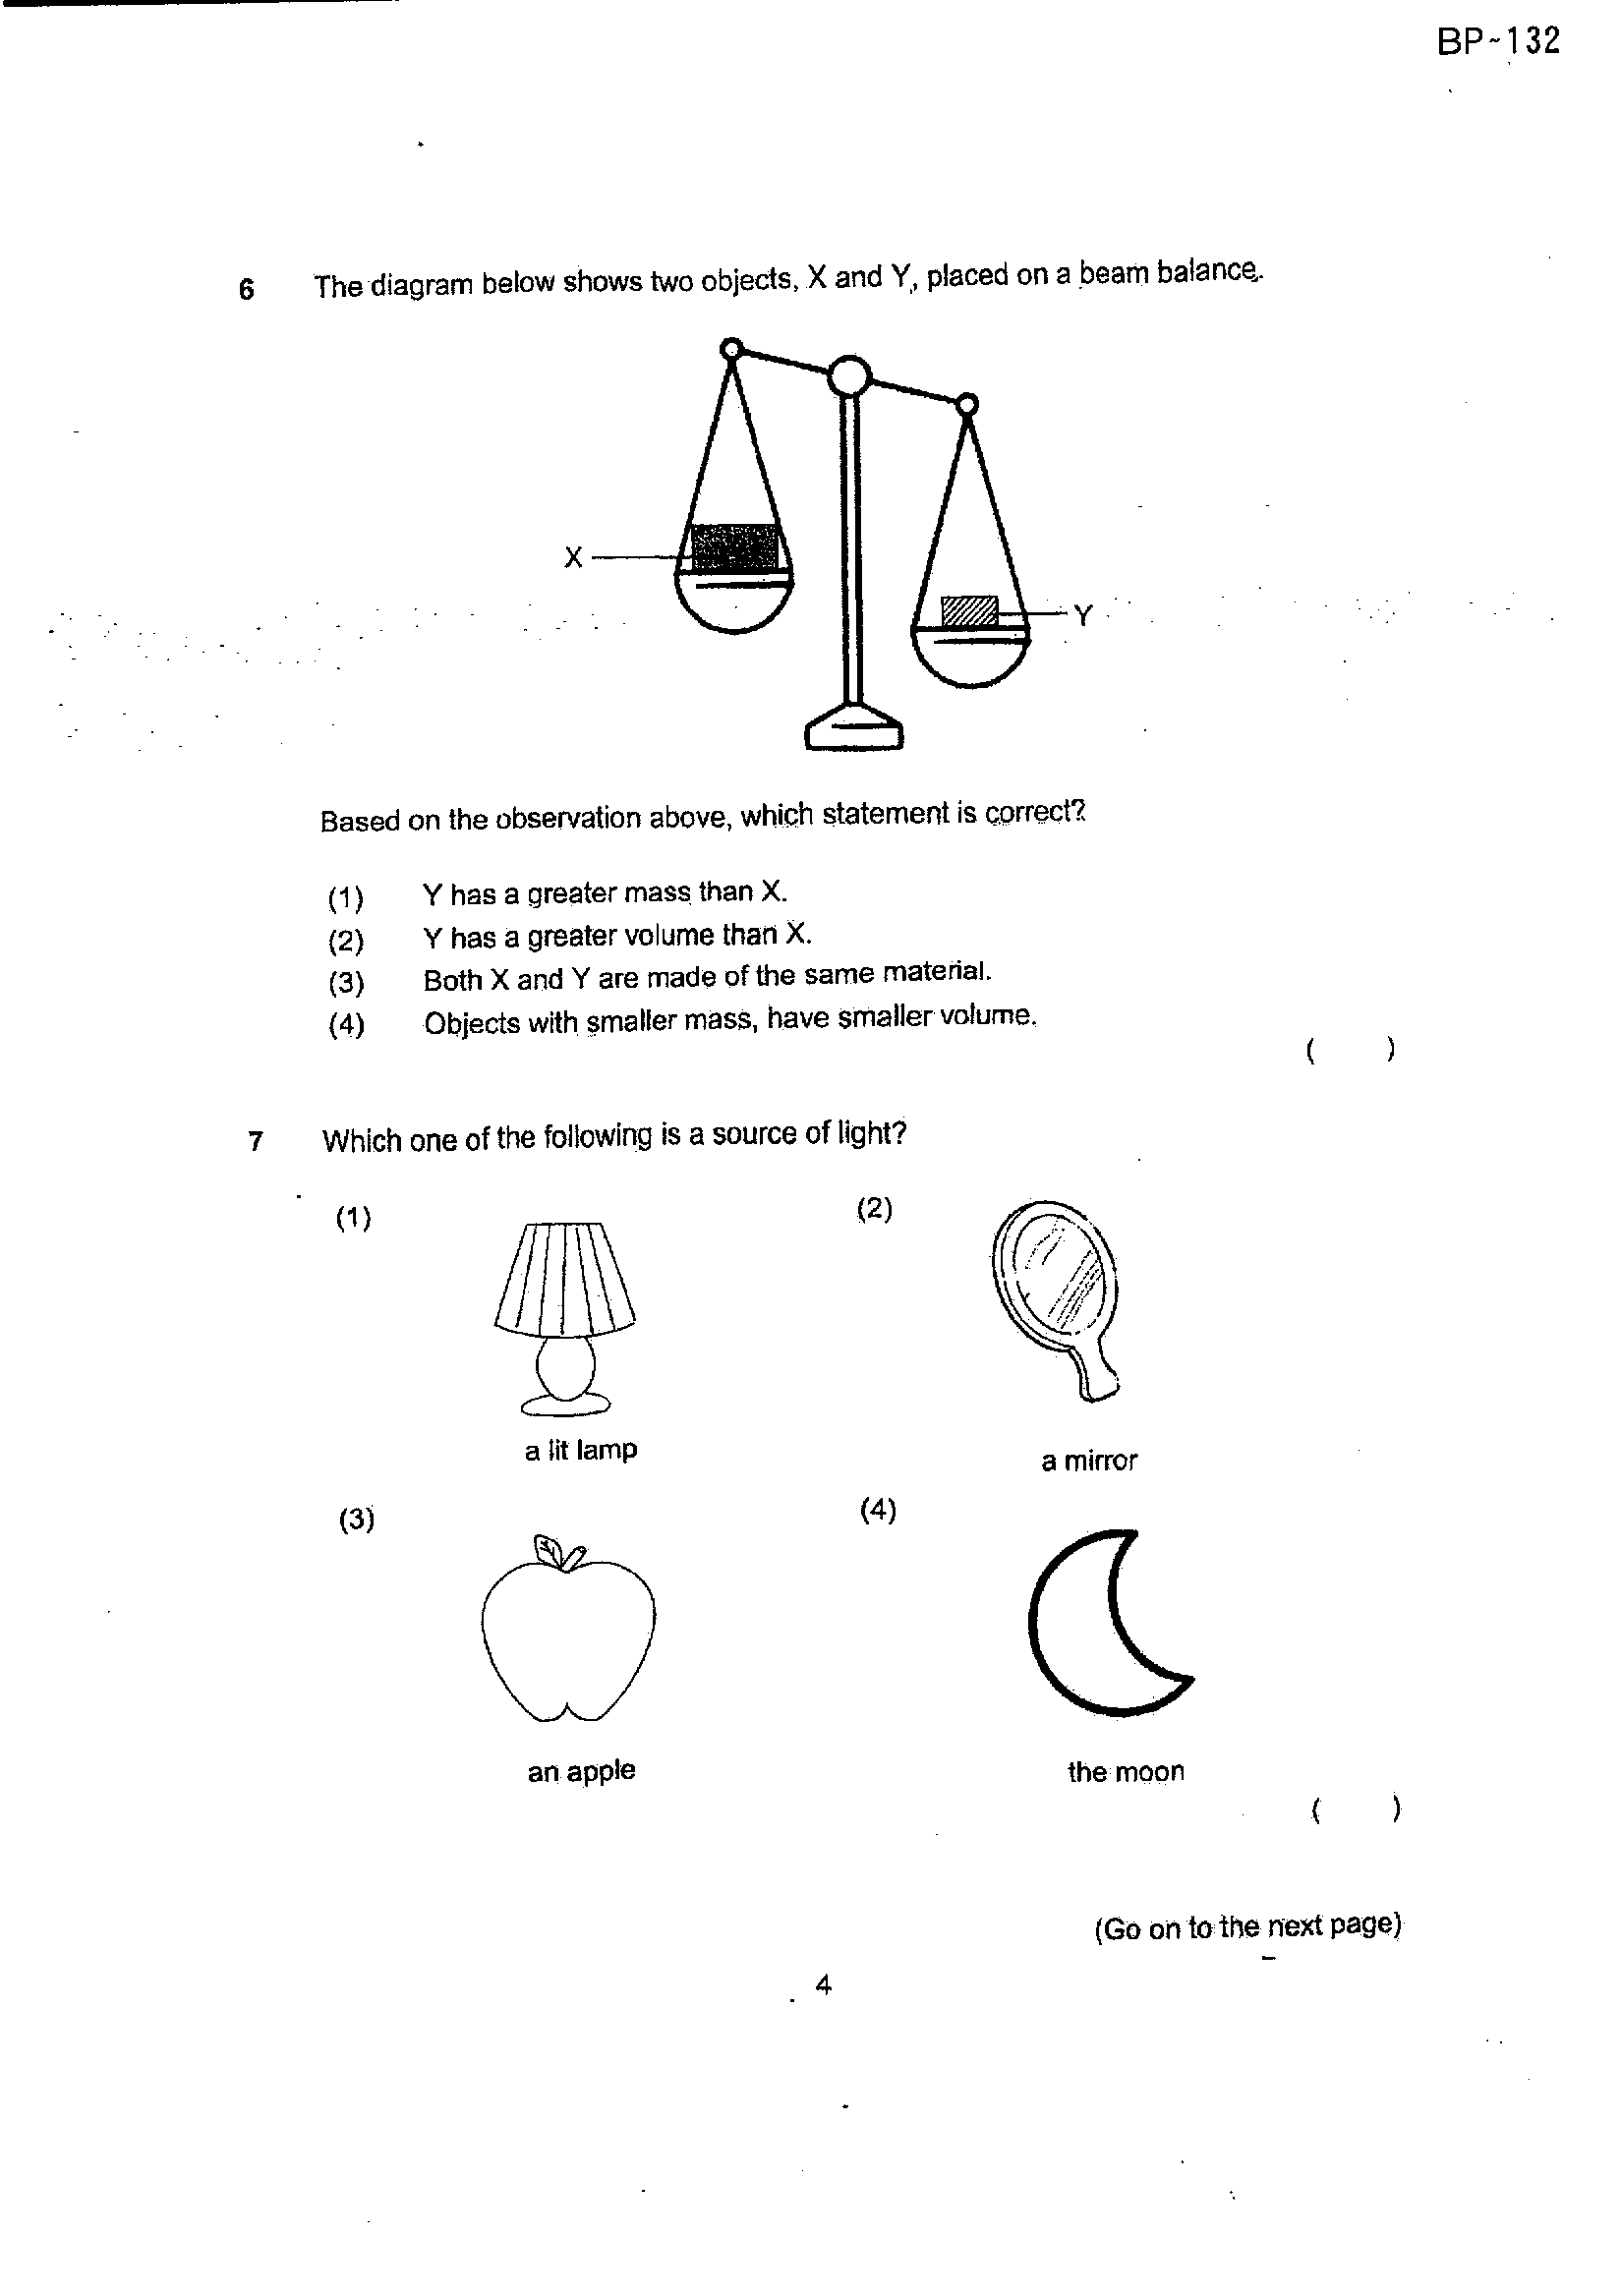 BP-132
6 The diagram below shows two objects, X and Y, placed on a beam balance.
X
Y
Based on the observation above, which statement is correct?
(1) Y has a greater mass than X.
(2) Y has a greater volume than X.
(3) Both X and Y are made of the same material.
(4) Objects with smaller mass, have smaller volume.
( )
7 Which one of the following is a source of light?
(1) (2)
a lit lamp a mirror
(3) (4)
an apple the moon
( )
(Go on to the next page)
4